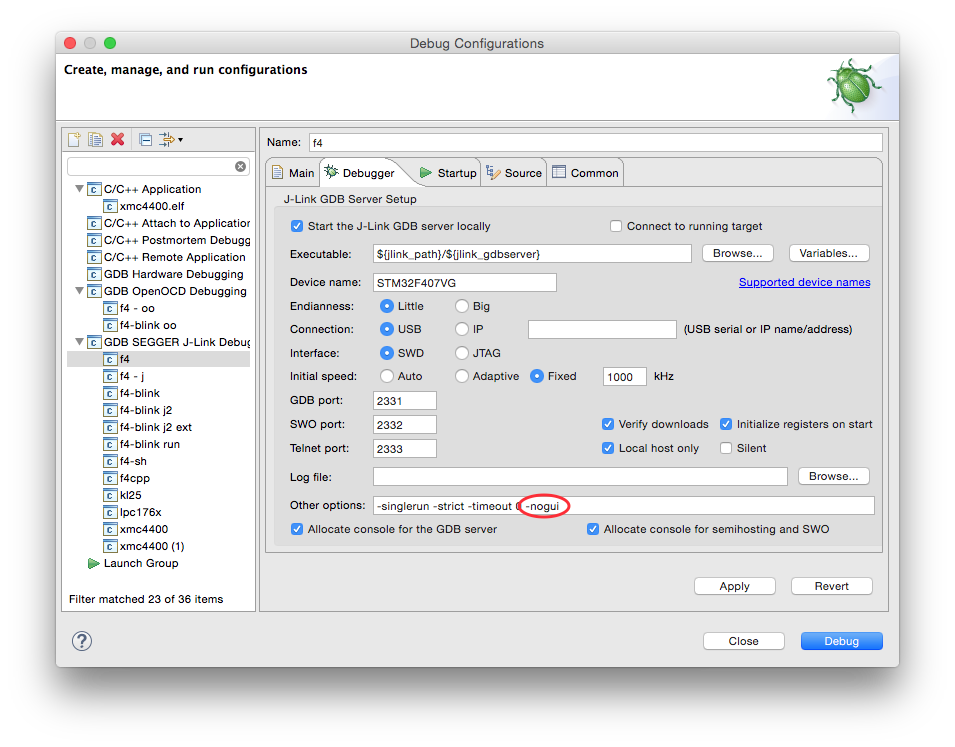 Debug Configurations
Create, manage, and run configurations
Name: f4
Main Debugger Startup Source Common
C/C++ Application
xmc4400.elf
C/C++ Attach to Application
C/C++ Postmortem Debugg
C/C++ Remote Application
GDB Hardware Debugging
GDB OpenOCD Debugging
f4 - oo
f4-blink oo
GDB SEGGER J-Link Debug
f4
f4 - j
f4-blink
f4-blink j2
f4-blink j2 ext
f4-blink run
f4-sh
f4cpp
kl25
lpc176x
xmc4400
xmc4400 (1)
Launch Group
Filter matched 23 of 36 items
J-Link GDB Server Setup
Start the J-Link GDB server locally Connect to running target
Executable: ${jlink_path}/${jlink_gdbserver} Browse... Variables...
Device name: STM32F407VG Supported device names
Endianness: Little Big
Connection: USB IP (USB serial or IP name/address)
Interface: SWD JTAG
Initial speed: Auto Adaptive Fixed 1000 kHz
GDB port: 2331
SWO port: 2332 Verify downloads Initialize registers on start
Telnet port: 2333 Local host only Silent
Log file: Browse...
Other options: -singlerun -strict -timeout 0 -nogui
Allocate console for the GDB server Allocate console for semihosting and SWO
Apply Revert
? Close Debug